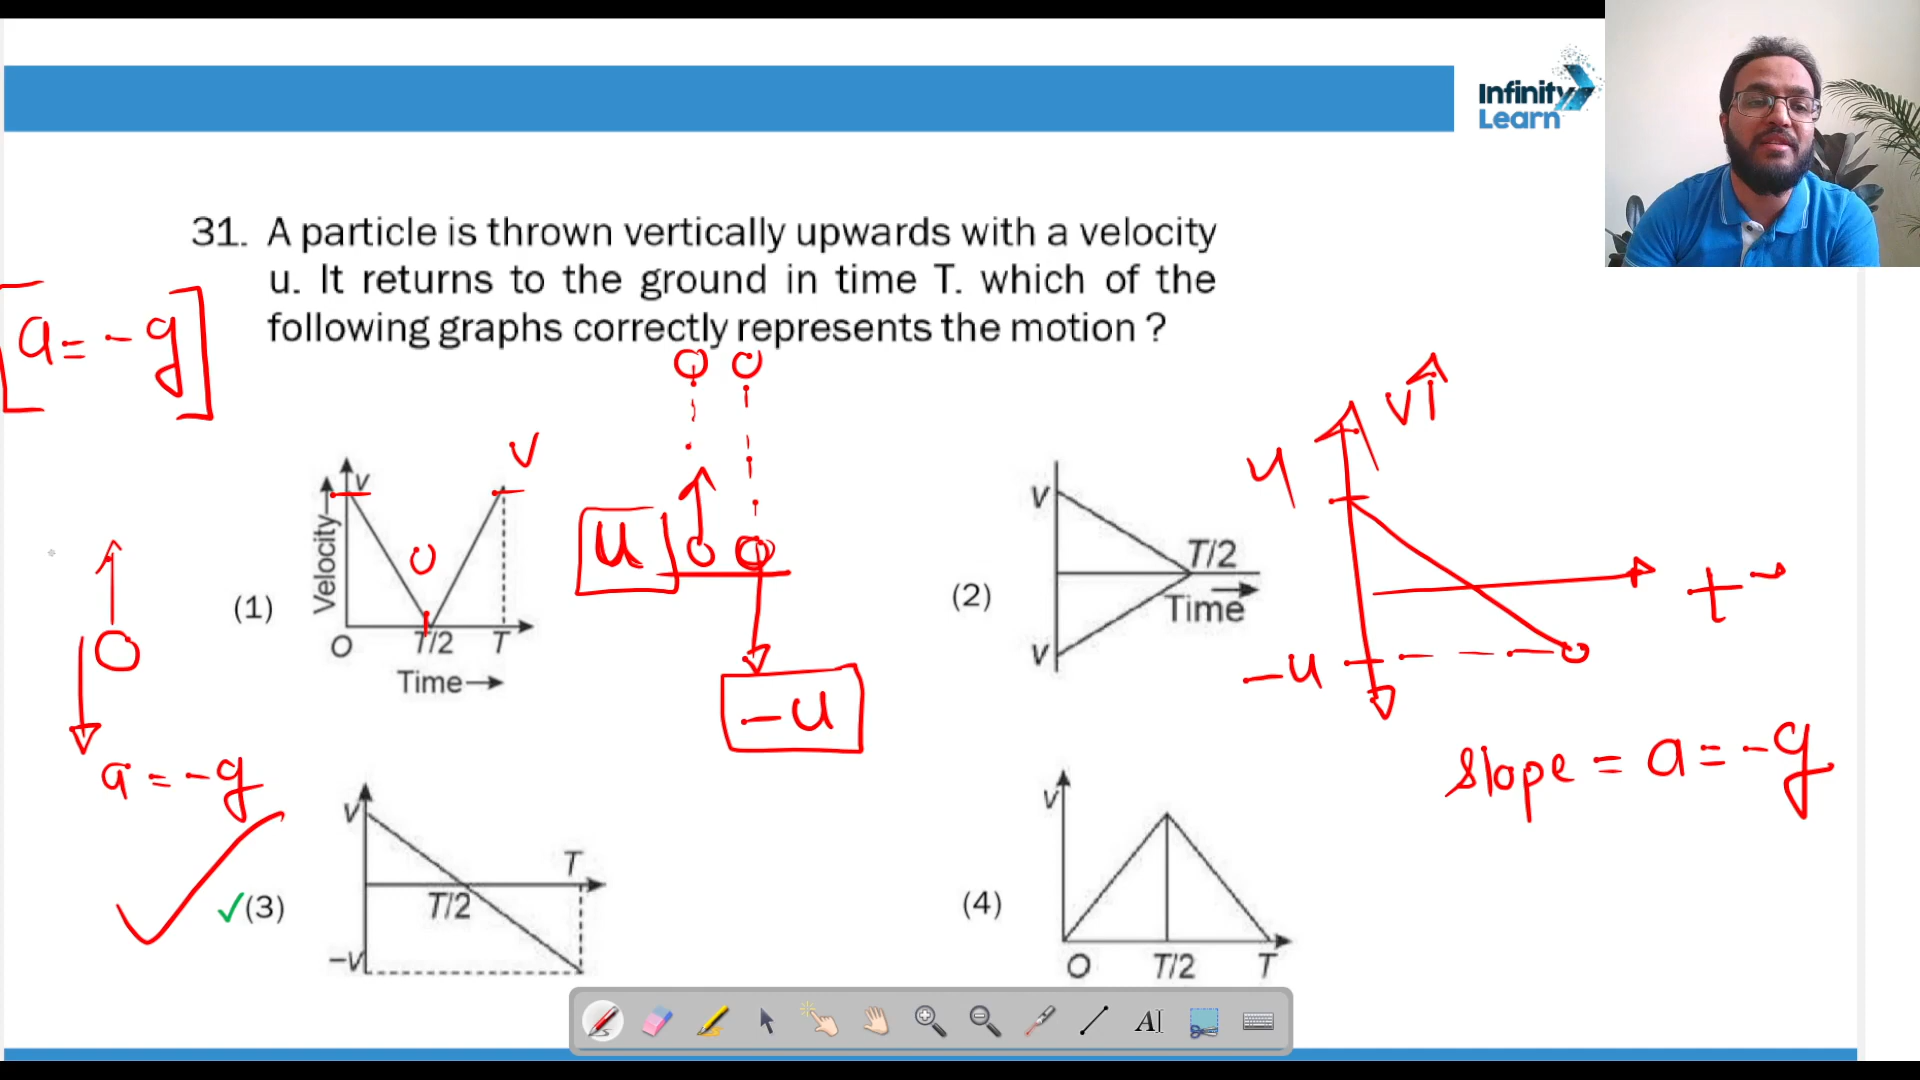 Infinity
Learn
31. A particle is thrown vertically upwards with a velocity
u. It returns to the ground in time T. which of the
following graphs correctly represents the motion ?
[a = -g]
(1)
Velocity→
V
V
O
O
T/2
T
Time→
u
-u
(2)
V
V
T/2
Time
v↑
u
-u
t→
slope = a = -g
a = -g
✓(3)
V
-V
T/2
T
(4)
V
O
T/2
T
AI